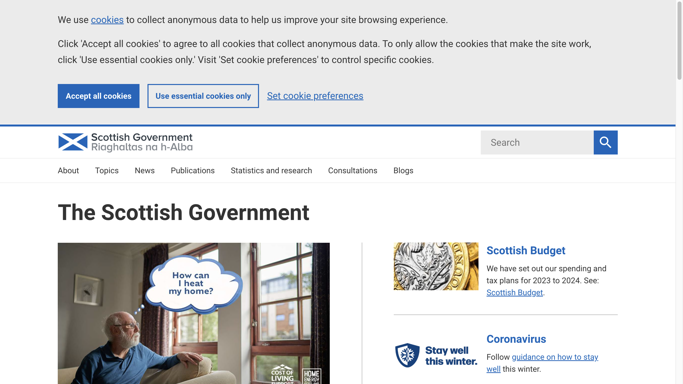 We use cookies to collect anonymous data to help us improve your site browsing experience.
Click 'Accept all cookies' to agree to all cookies that collect anonymous data. To only allow the cookies that make the site work,
click 'Use essential cookies only.' Visit 'Set cookie preferences' to control specific cookies.
Accept all cookies
Use essential cookies only
Set cookie preferences
Scottish Government
Riaghaltas na h-Alba
Search
About
Topics
News
Publications
Statistics and research
Consultations
Blogs
The Scottish Government
How can
I heat
my home?
COST OF
LIVING
HOME
ENERGY
Scottish Budget
We have set out our spending and
tax plans for 2023 to 2024. See:
Scottish Budget.
Coronavirus
Stay well
this winter.
Follow guidance on how to stay
well this winter.